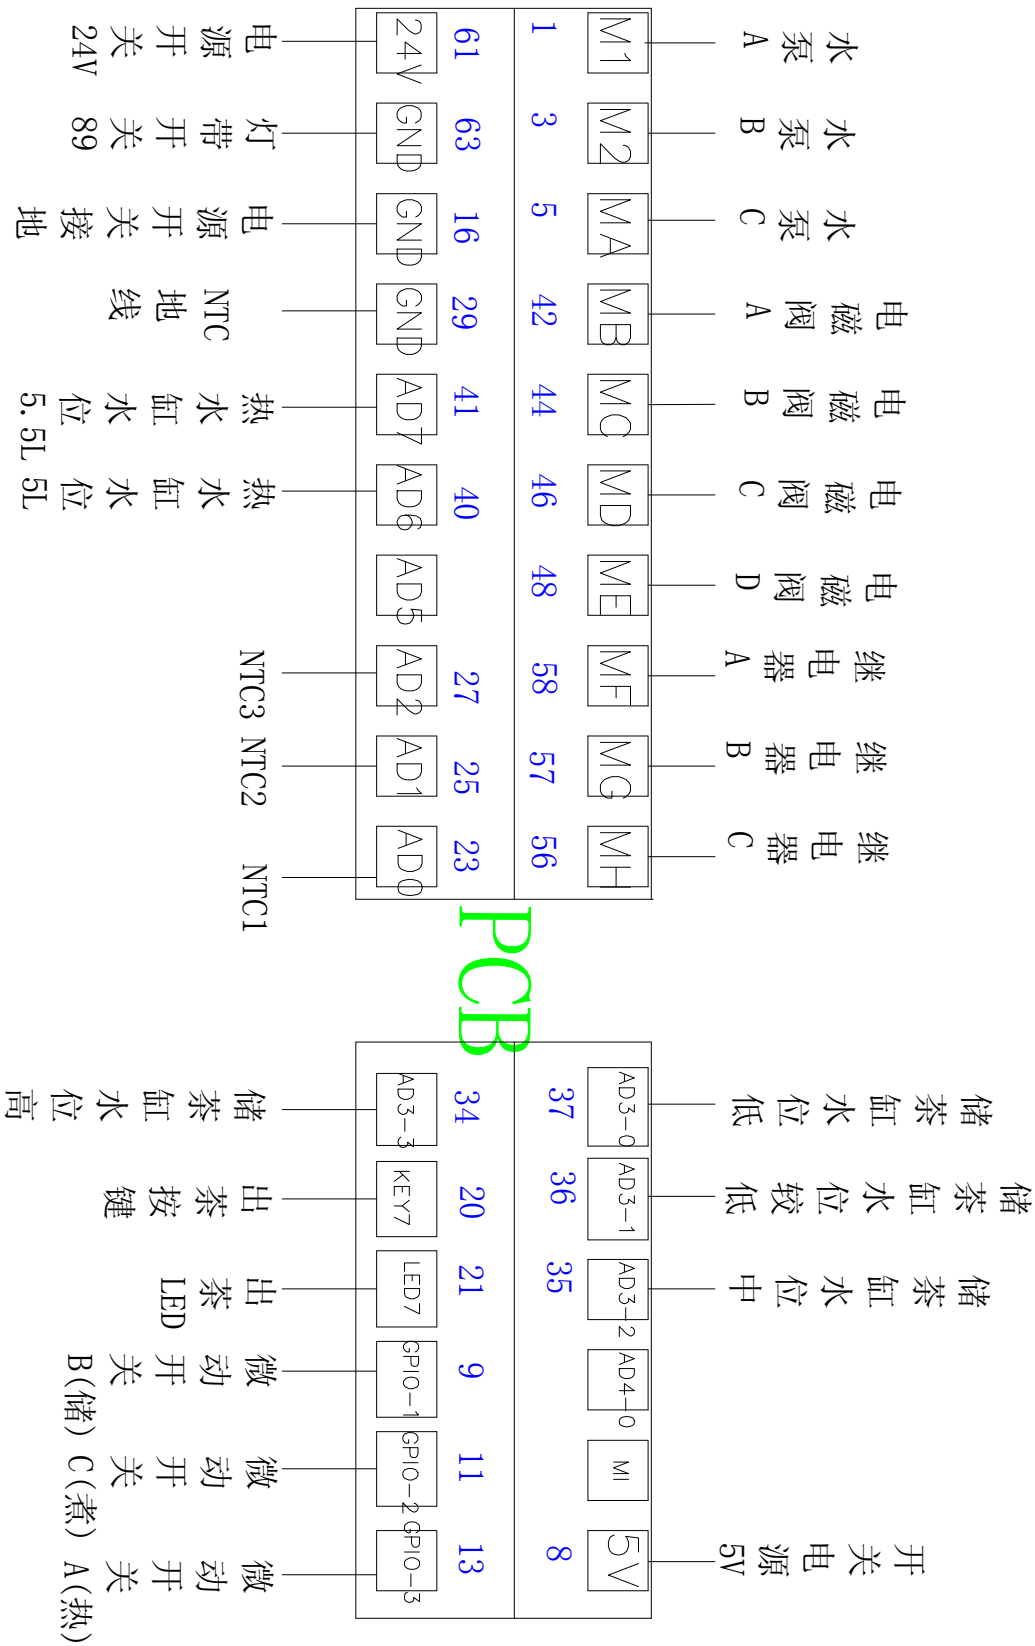 水泵A
水泵B
水泵C
电磁阀A
电磁阀B
电磁阀C
电磁阀D
继电器A
继电器B
继电器C
M1
M2
MA
MB
MC
MD
ME
MF
MG
MH
1
3
5
42
44
46
48
58
57
56
61
63
16
29
41
40
27
25
23
24V
GND
GND
GND
AD7
AD6
AD5
AD2
AD1
AD0
电源开关24V
灯带开关89
电源开关接地
NTC地线
热水缸水位5.5L
热水缸水位5L
NTC3
NTC2
NTC1
PCB
储茶缸水位低
储茶缸水位较低
储茶缸水位中
开关电源5V
AD3-0
AD3-1
AD3-2
AD4-0
MI
5V
37
36
35
8
34
20
21
9
11
13
AD3-3
KEY7
LED7
GPIO-1
GPIO-2
GPIO-3
储茶缸水位高
出茶按键
出茶LED
微动开关B(储)
微动开关C(煮)
微动开关A(热)